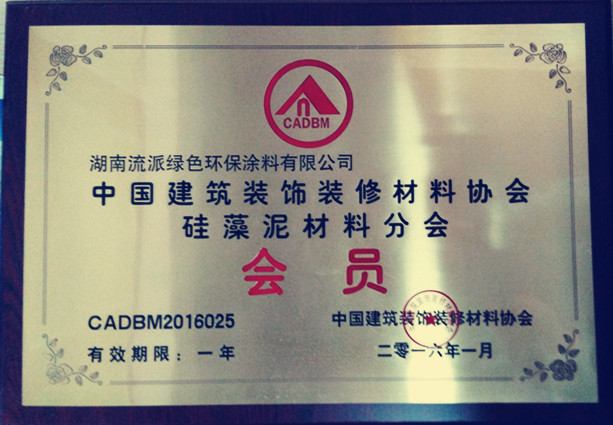 CADBM
湖南流派绿色环保涂料有限公司
中国建筑装饰装修材料协会
硅藻泥材料分会
会员
CADBM2016025
中国建筑装饰装修材料协会
有效期限：一年
二零一六年一月